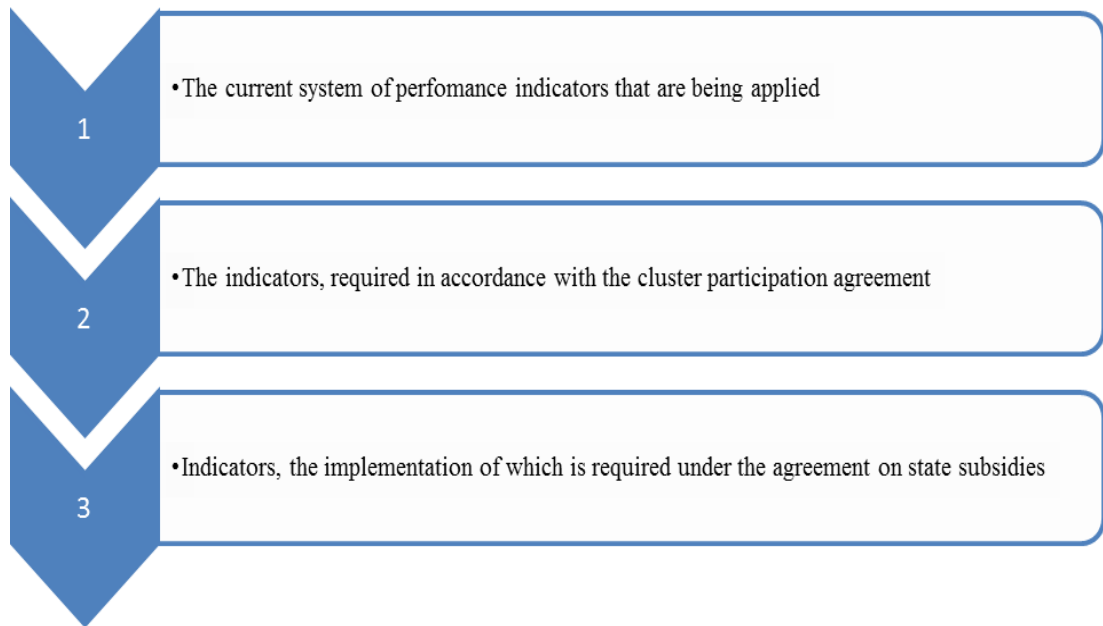 1
•The current system of perfomance indicators that are being applied
2
•The indicators, required in accordance with the cluster participation agreement
3
•Indicators, the implementation of which is required under the agreement on state subsidies